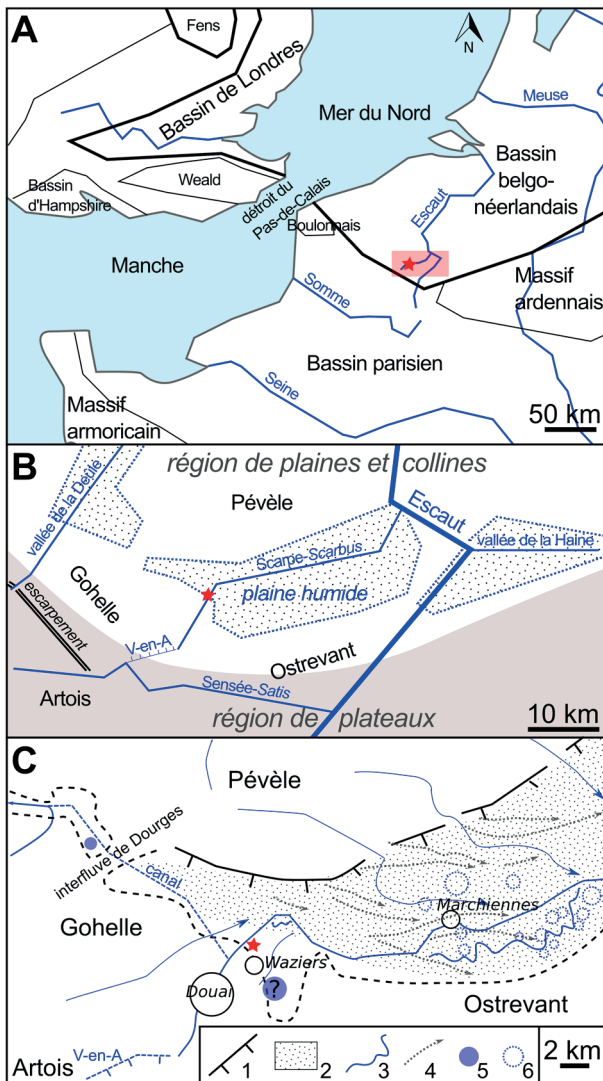 A
Fens
N
Bassin de Londres
Mer du Nord
Meuse
Bassin
belgo-
néerlandais
Bassin
d'Hampshire
Weald
détroit du
Pas-de-Calais
Boulonnais
Escaut
Manche
Somme
Massif
ardennais
Bassin parisien
Seine
Massif
armoricain
50 km
B
région de plaines et collines
vallée de la Deûle
Pévèle
Escaut
Scarpe-Scarbus
vallée de la Haine
plaine humide
Gohelle
escarpement
V-en-A
Ostrevant
Artois
Sensée-Satis
région de plateaux
10 km
C
Pévèle
interfluve de Dourges
canal
Gohelle
Marchiennes
Waziers
Douai
?
Ostrevant
V-en-A
Artois
1
2
3
4
5
6
2 km